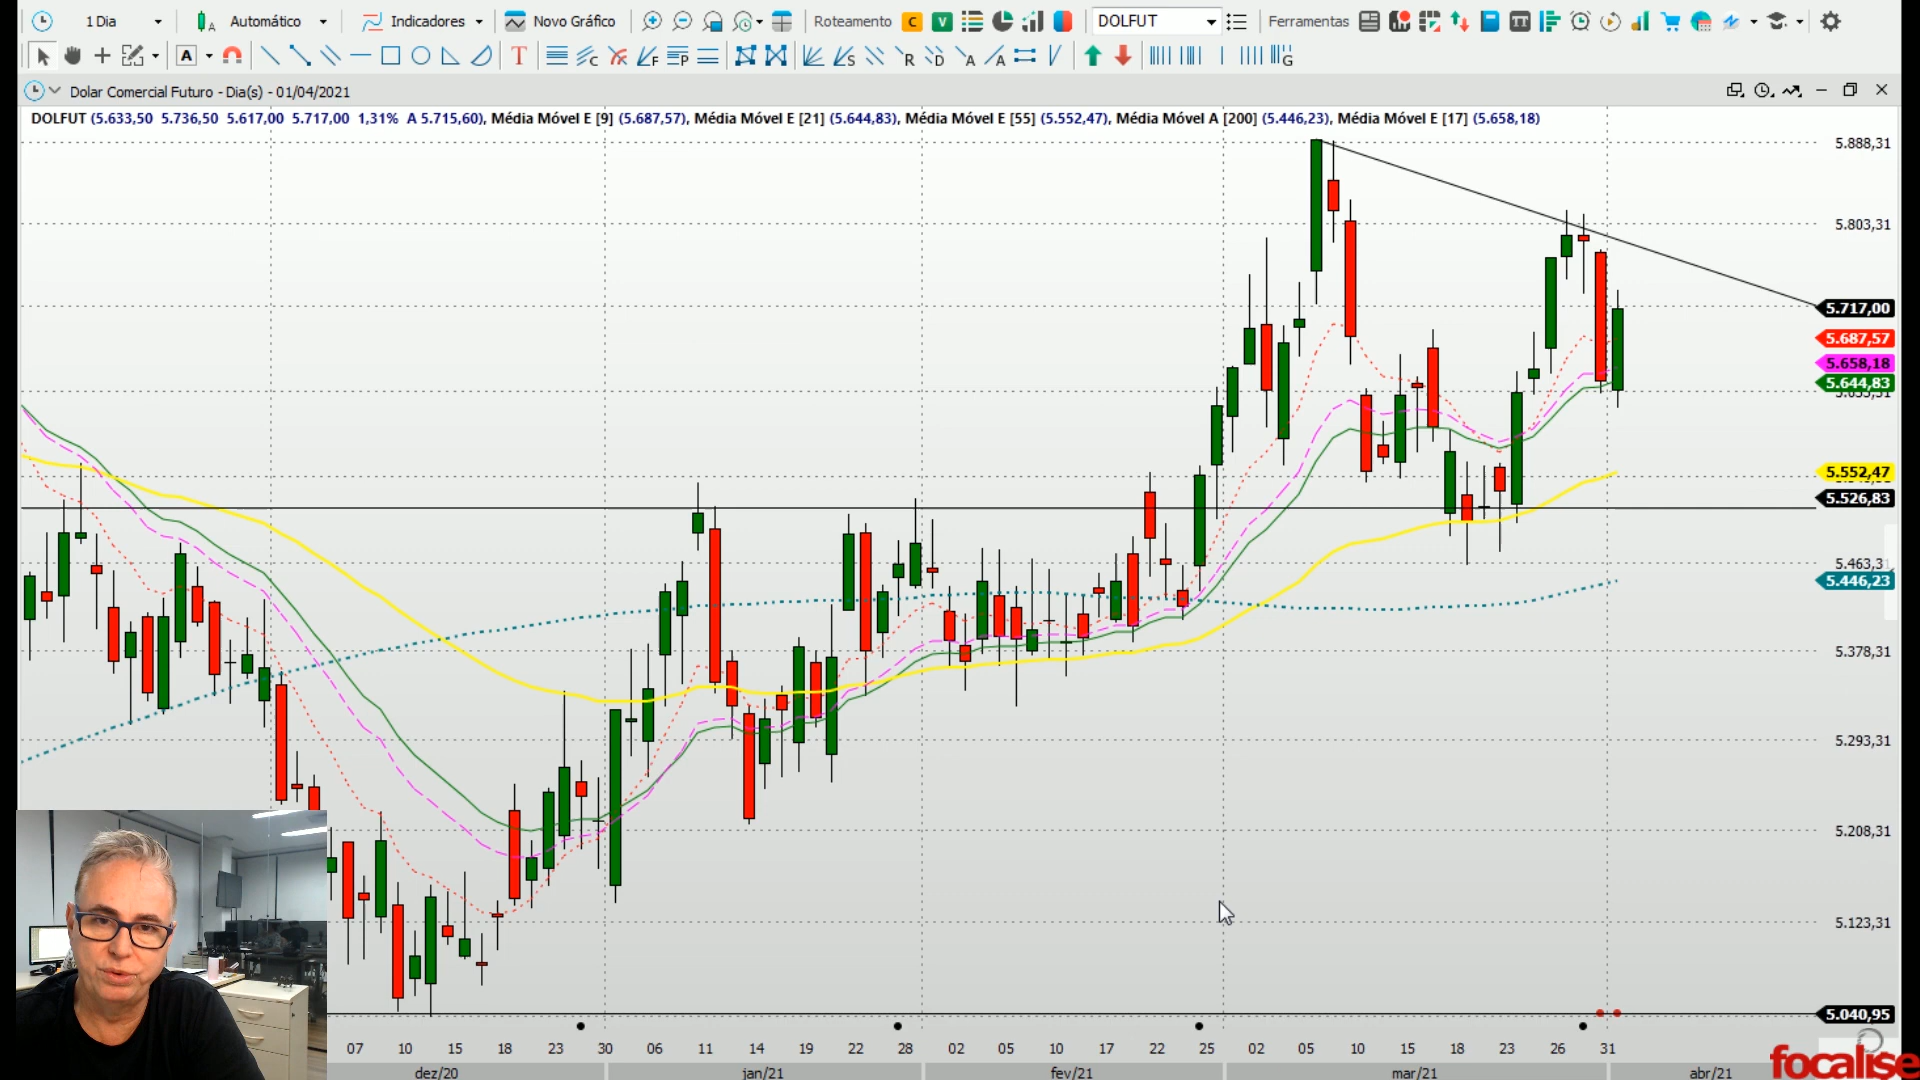 1 Dia Automático Indicadores Novo Gráfico Roteamento C V DOLFUT Ferramentas
A T
Dolar Comercial Futuro - Dia(s) - 01/04/2021
DOLFUT (5.633,50 5.736,50 5.617,00 5.717,00 1,31% A 5.715,60), Média Móvel E [9] (5.687,57), Média Móvel E [21] (5.644,83), Média Móvel E [55] (5.552,47), Média Móvel A [200] (5.446,23), Média Móvel E [17] (5.658,18)
5.888,31
5.803,31
5.717,00
5.687,57
5.658,18
5.644,83
5.552,47
5.526,83
5.463,31
5.446,23
5.378,31
5.293,31
5.208,31
5.123,31
5.040,95
07 10 15 18 23 30 06 11 14 19 22 28 02 05 10 17 22 25 02 05 10 15 18 23 26 31
dez/20 jan/21 fev/21 mar/21 abr/21
focalise